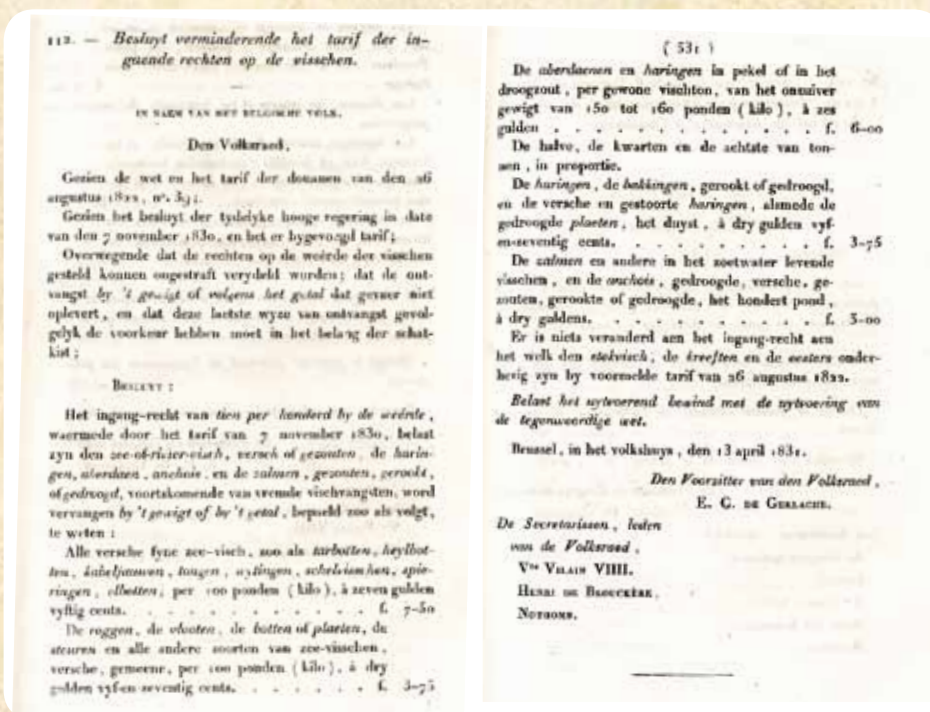 112. — Besluyt verminderende het tarif der in-
gaende rechten op de visschen.
IN NAEM VAN HET BELGISCHE VOLK.
Den Volksraed,
Gezien de wet en het tarif der douanen van den 26
augustus 1822, nº. 39;
Gezien het besluyt der tydelyke hooge regering in date
van den 7 november 1830, en het er bygevoegd tarif;
Overwegende dat de rechten op de weérde der visschen
gesteld konnen ongestraft verydeld worden; dat de ont-
vangst by 't gewigt of volgens het getal dat gevaer niet
oplevert, en dat deze laetste wyze van ontvangst gevol-
gelyk de voorkeur hebben moet in het belang der schat-
kist;
BESLUYT :
Het ingang-recht van tien per honderd by de weérde,
waermede door het tarif van 7 november 1830, belast
zyn den zee-of-rivier-visch, versch of gezouten, de harin-
gen, aberdaen, anchois, en de zalmen, gezouten, gerookt,
of gedroogd, voortskomende van vremde vischvangsten, word
vervangen by 't gewigt of by 't getal, bepaeld zoo als volgt,
te weten :
Alle versche fyne zee-visch, zoo als tarbotten, heylbot-
ten, kabeljauwen, tongen, wytingen, schelvisschen, spie-
ringen, elbotten, per 100 ponden (kilo), à zeven gulden
vyftig cents. . . . . . . . . . . . f. 7-50
De roggen, de vlooten, de botten of plaeten, de
steuren en alle andere soorten van zee-visschen,
versche, gemeene, per 100 ponden (kilo), à dry
gulden vyf-en-seventig cents. . . . . . . f. 3-75
( 531 )
De aberdaenen en haringen in pekel of in het
droogzout, per gewone vischton, van het onzuiver
gewigt van 150 tot 160 ponden (kilo), à zes
gulden . . . . . . . . . . . . . f. 6-00
De halve, de kwarten en de achtste van ton-
nen, in proportie.
De haringen, de bokkingen, gerookt of gedroogd,
en de versche en gestoorte haringen, alsmede de
gedroogde plaeten, het duyst, à dry gulden vyf-
en-seventig cents. . . . . . . . . . f. 3-75
De zalmen en andere in het zoetwater levende
visschen, en de anchois, gedroogde, versche, ge-
zouten, gerookte of gedroogde, het hondert pond,
à dry guldens. . . . . . . . . . . f. 3-00
Er is niets veranderd aen het ingang-recht aen
het welk den stokvisch, de kreeften en de oesters onder-
hevig zyn by voormelde tarif van 26 augustus 1822.
Belast het uytvoerend bewind met de uytvoering van
de tegenwoordige wet.
Brussel, in het volkshuys, den 13 april 1831.
Den Voorzitter van den Volksraed,
E. C. DE GERLACHE.
De Secretarissen, leden
van de Volksraed,
Vte VILAIN VIIII.
HENRI DE BROUCKÈRE,
NOTHOMB.